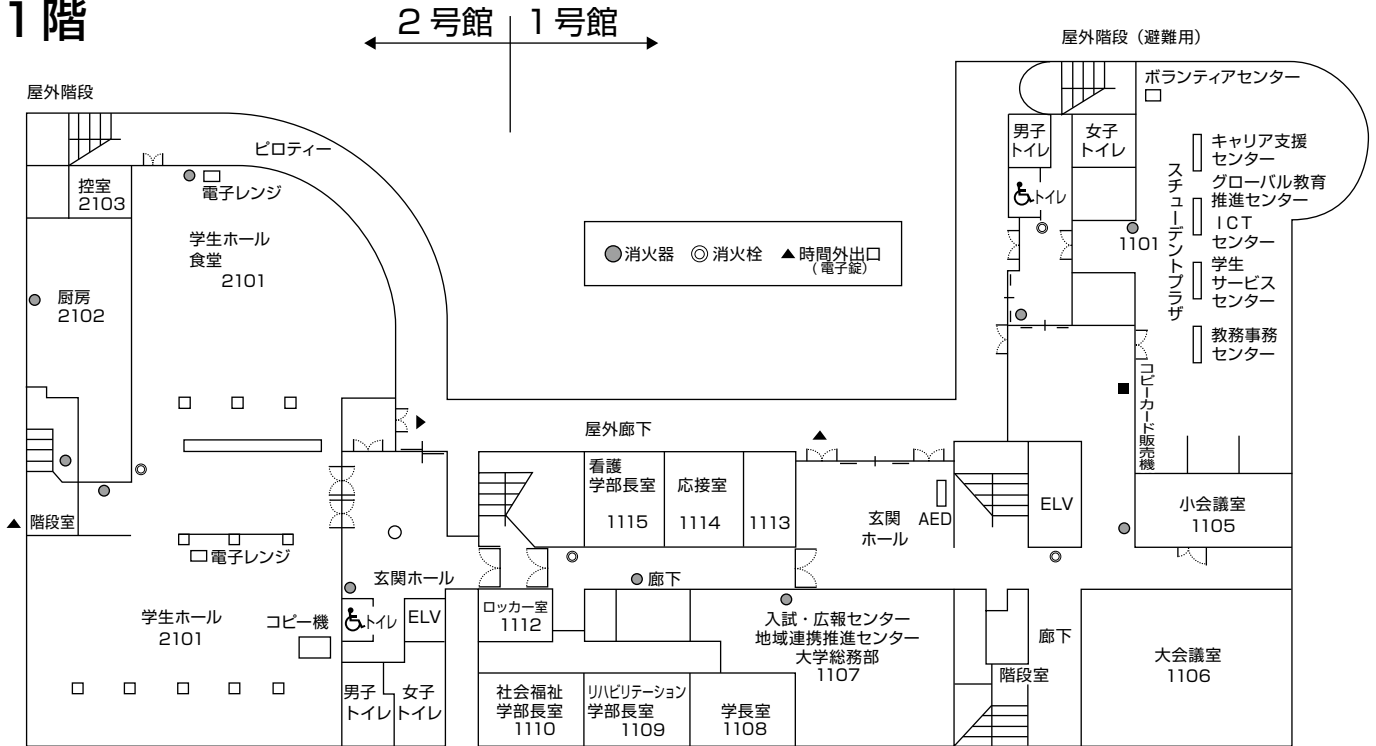 1階
2号館
1号館
屋外階段（避難用）
屋外階段
ボランティアセンター
ピロティー
男子
トイレ
女子
トイレ
キャリア支援
センター
グローバル教育
推進センター
ICT
センター
学生
サービス
センター
教務事務
センター
スチューデントプラザ
トイレ
1101
控室
2103
電子レンジ
学生ホール
食堂
2101
消火器
消火栓
▲時間外出口
(電子錠)
厨房
2102
コピーカード販売機
屋外廊下
看護
学部長室
1115
応接室
1114
1113
玄関
ホール
AED
ELV
小会議室
1105
階段室
電子レンジ
玄関ホール
廊下
学生ホール
2101
コピー機
トイレ
ELV
ロッカー室
1112
入試・広報センター
地域連携推進センター
大学総務部
1107
廊下
大会議室
1106
階段室
男子
トイレ
女子
トイレ
社会福祉
学部長室
1110
リハビリテーション
学部長室
1109
学長室
1108